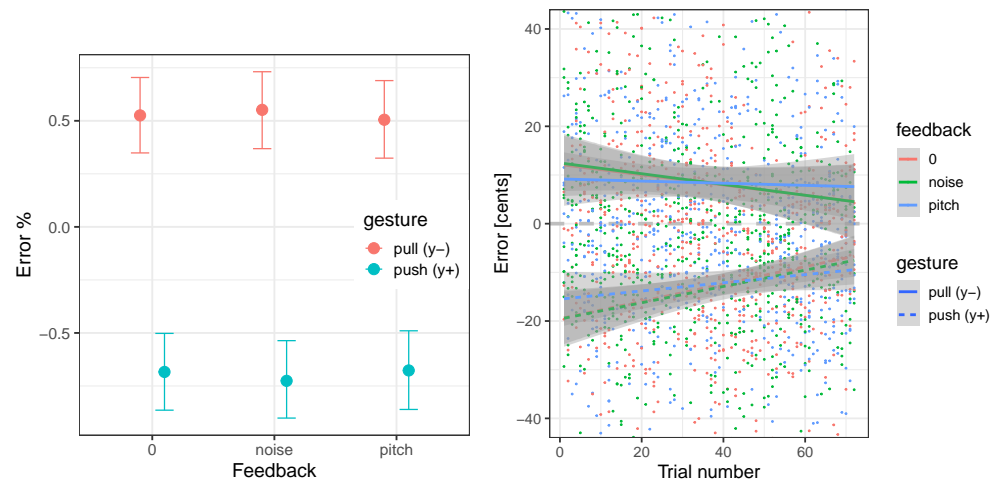 Error %
0.5
0.0
−0.5
0
noise
pitch
Feedback
gesture
pull (y−)
push (y+)
Error [cents]
40
20
0
−20
−40
0
20
40
60
Trial number
feedback
0
noise
pitch
gesture
pull (y−)
push (y+)